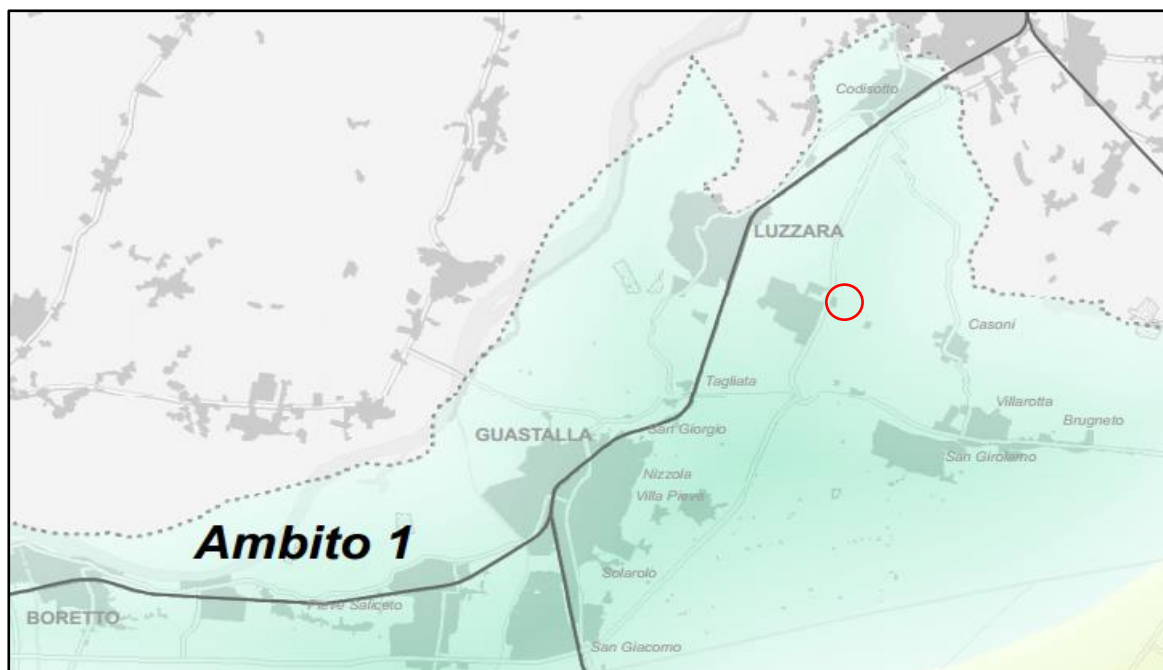 Codisotto
LUZZARA
Casoni
Tagliata
Villarotta
Brugneto
San Giorgio
GUASTALLA
San Girolamo
Nizzola
Villa Pieve
Ambito 1
Solarolo
Pieve Saliceto
BORETTO
San Giacomo